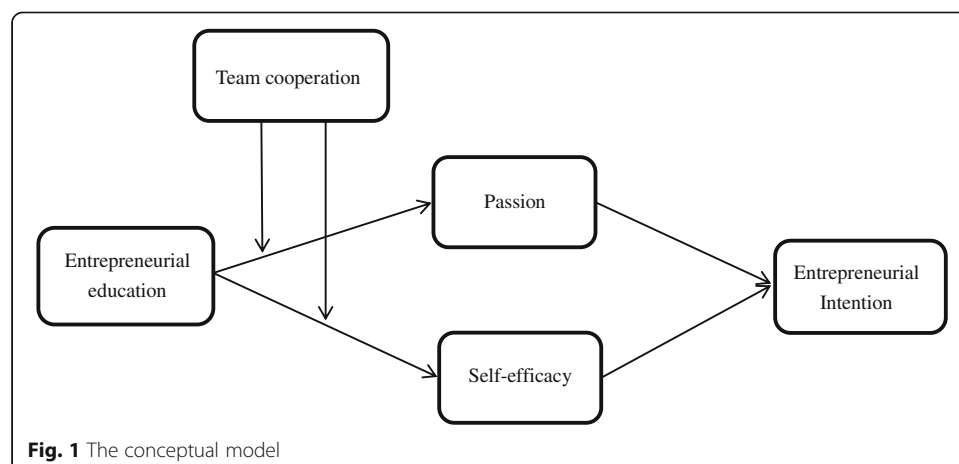 Team cooperation
Passion
Entrepreneurial
education
Entrepreneurial
Intention
Self-efficacy
Fig. 1 The conceptual model